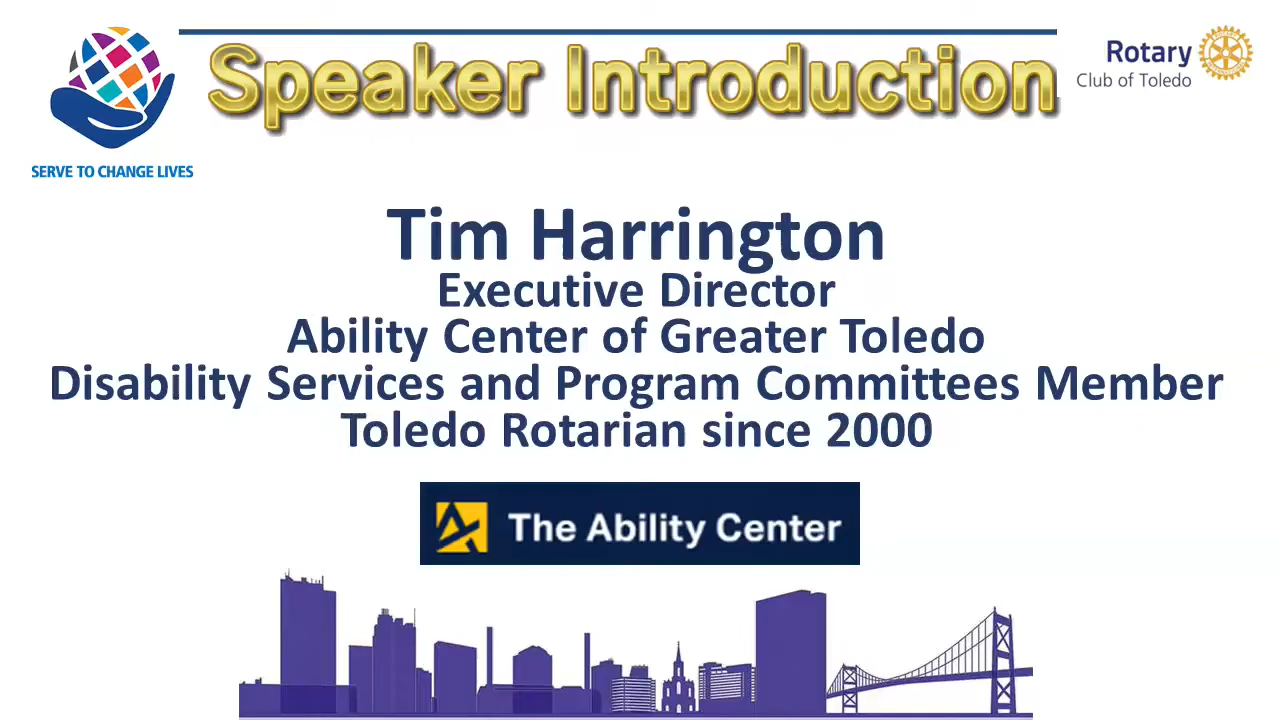 Speaker Introduction
Rotary
Club of Toledo
SERVE TO CHANGE LIVES
Tim Harrington
Executive Director
Ability Center of Greater Toledo
Disability Services and Program Committees Member
Toledo Rotarian since 2000
The Ability Center